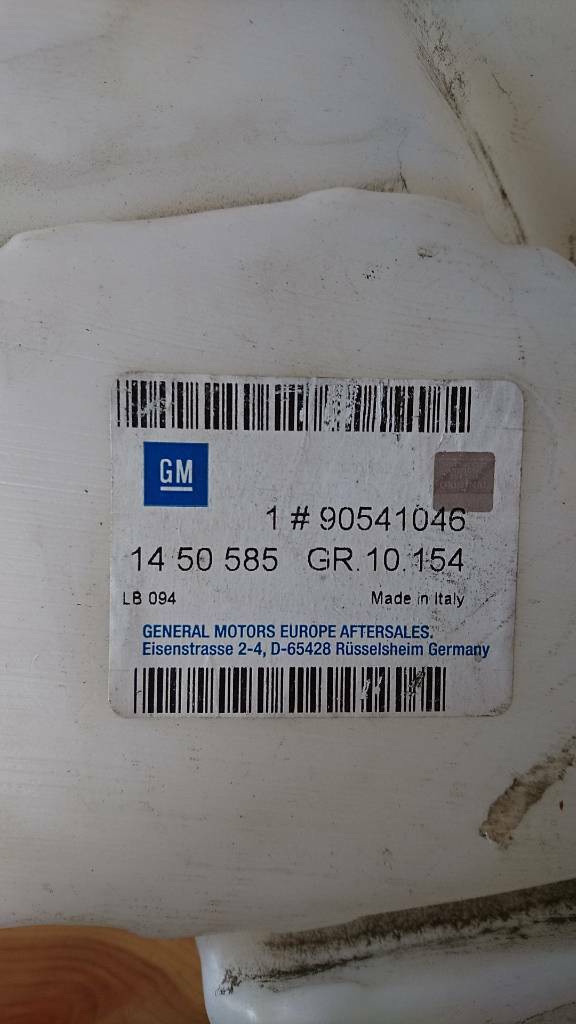 GM
1 # 90541046
14 50 585 GR.10.154
LB 094 Made in Italy
GENERAL MOTORS EUROPE AFTERSALES.
Eisenstrasse 2-4, D-65428 Rüsselsheim Germany